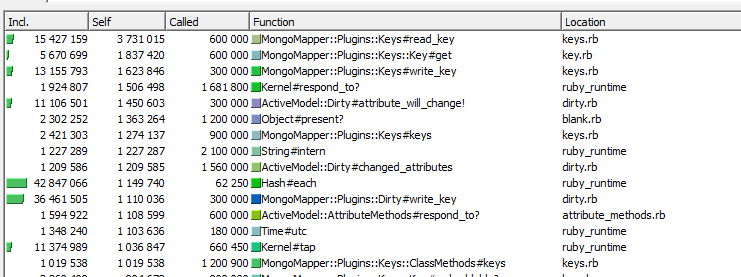 Incl. Self Called Function Location
15 427 159 3 731 015 600 000 MongoMapper::Plugins::Keys#read_key keys.rb
5 670 699 1 837 420 600 000 MongoMapper::Plugins::Keys::Key#get key.rb
13 155 793 1 623 846 300 000 MongoMapper::Plugins::Keys#write_key keys.rb
1 924 807 1 506 498 1 681 800 Kernel#respond_to? ruby_runtime
11 106 501 1 450 603 300 000 ActiveModel::Dirty#attribute_will_change! dirty.rb
2 302 252 1 363 264 1 200 000 Object#present? blank.rb
2 421 303 1 274 137 900 000 MongoMapper::Plugins::Keys#keys keys.rb
1 227 289 1 227 287 2 100 000 String#intern ruby_runtime
1 209 586 1 209 585 1 560 000 ActiveModel::Dirty#changed_attributes dirty.rb
42 847 066 1 149 740 62 250 Hash#each ruby_runtime
36 461 505 1 110 036 300 000 MongoMapper::Plugins::Dirty#write_key dirty.rb
1 594 922 1 108 599 600 000 ActiveModel::AttributeMethods#respond_to? attribute_methods.rb
1 348 240 1 103 636 180 000 Time#utc ruby_runtime
11 374 989 1 036 847 660 450 Kernel#tap ruby_runtime
1 019 538 1 019 538 1 200 900 MongoMapper::Plugins::Keys::ClassMethods#keys keys.rb